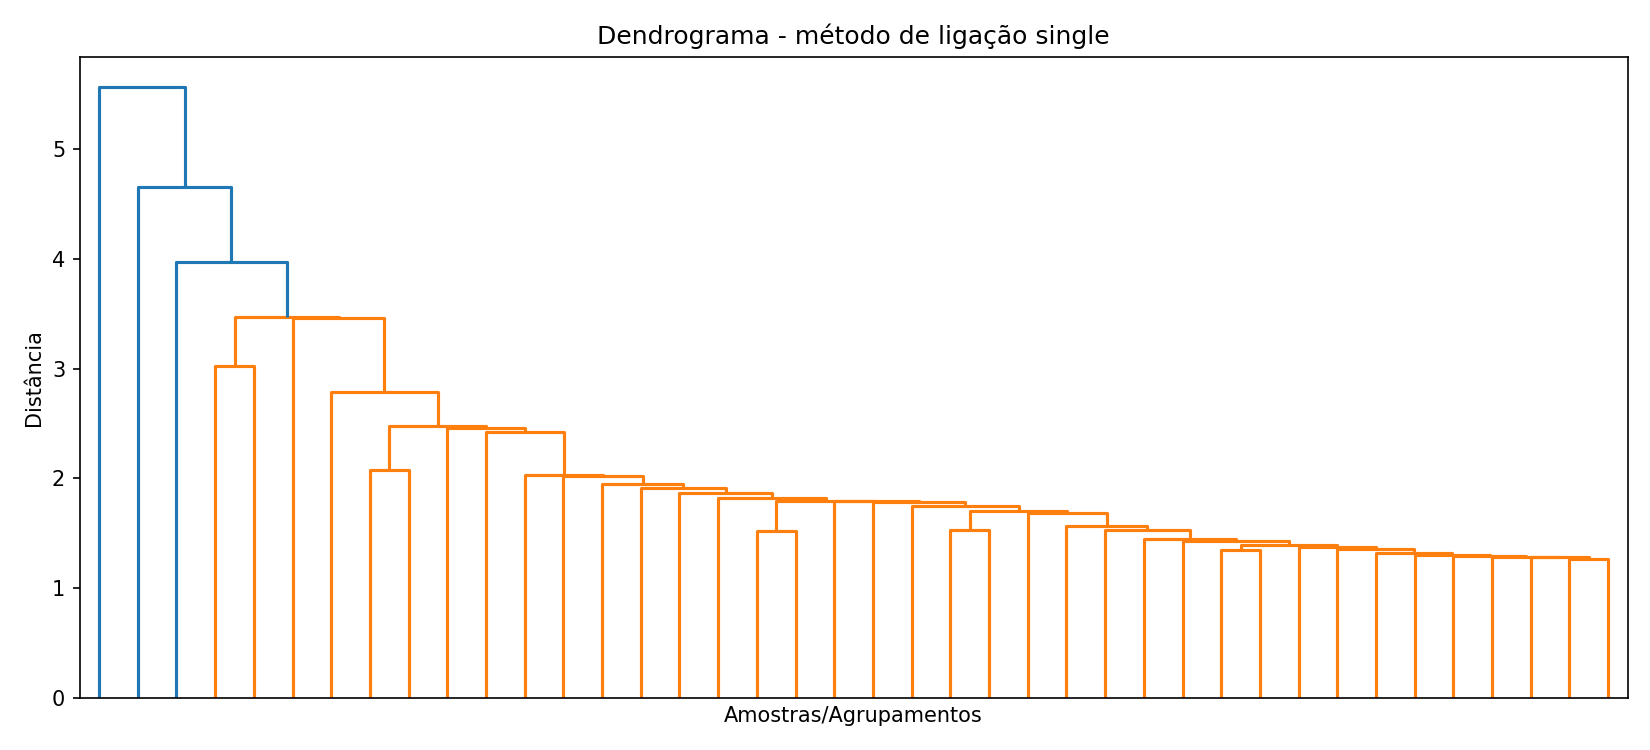 Dendrograma - método de ligação single
5
4
3
2
1
0
Distância
Amostras/Agrupamentos